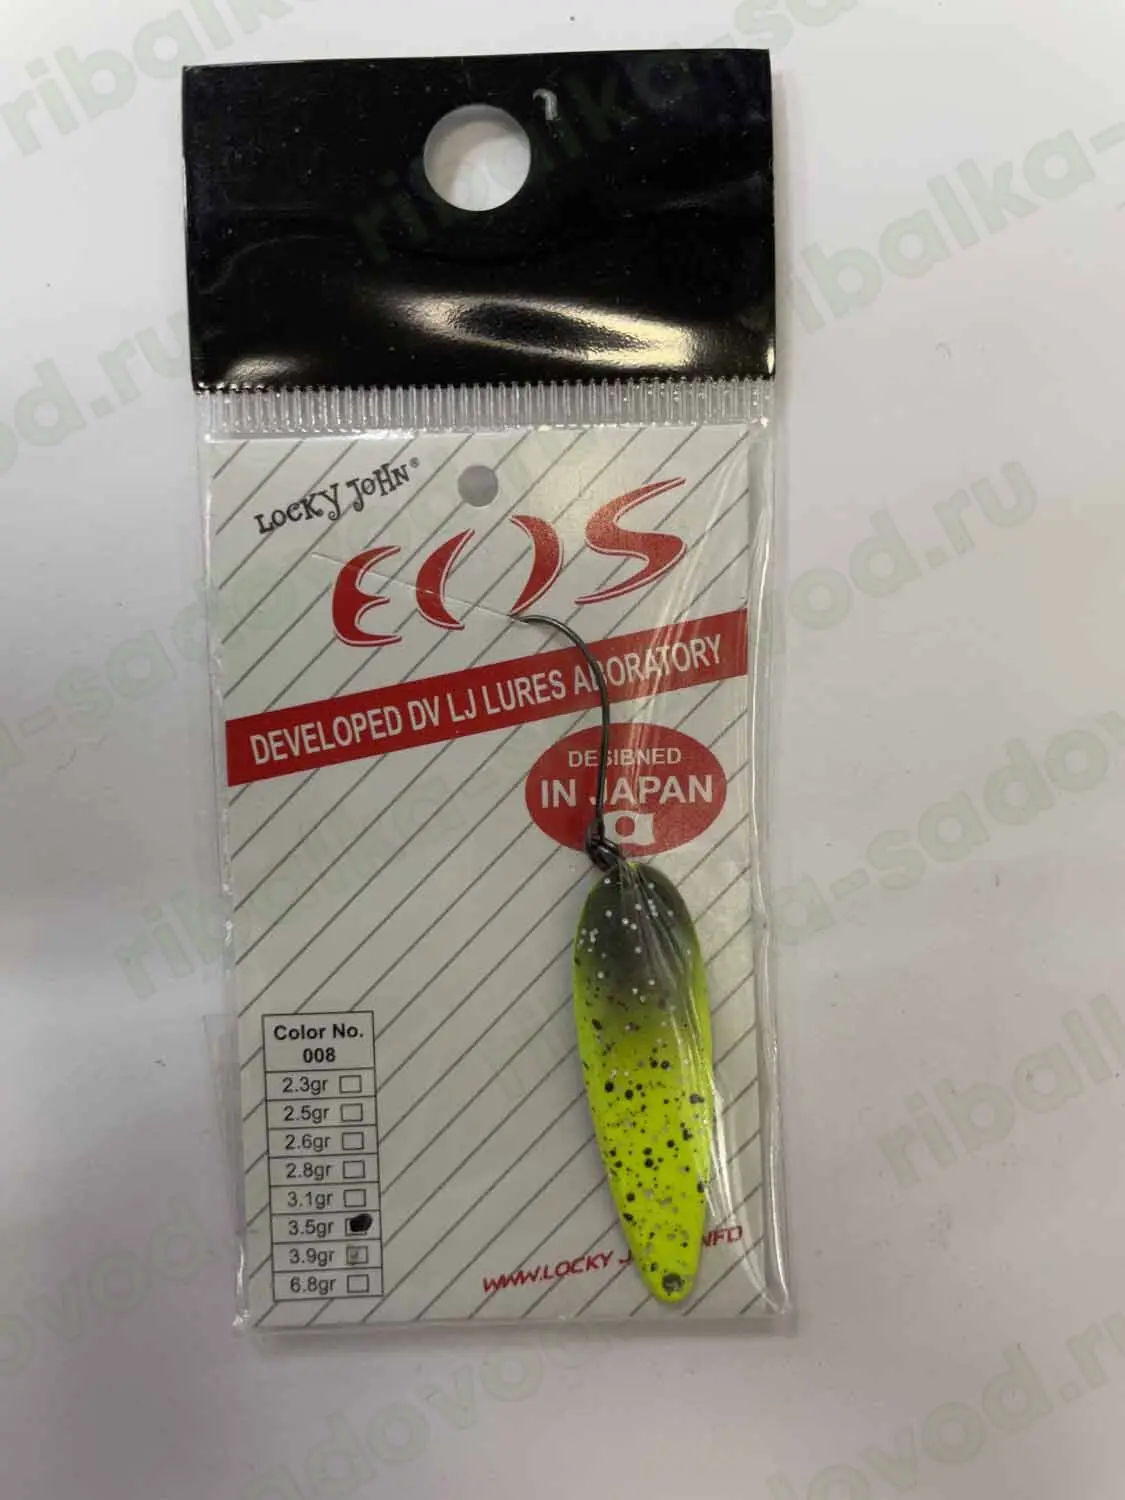 LOCKY JOHN®
EOS
DEVELOPED DV LJ LURES ABORATORY
DESIBNED
IN JAPAN
Color No.
008
2.3gr
2.5gr
2.6gr
2.8gr
3.1gr
3.5gr
3.9gr
6.8gr
WWW.LOCKY J
NFO
ribalka-sadovod.ru